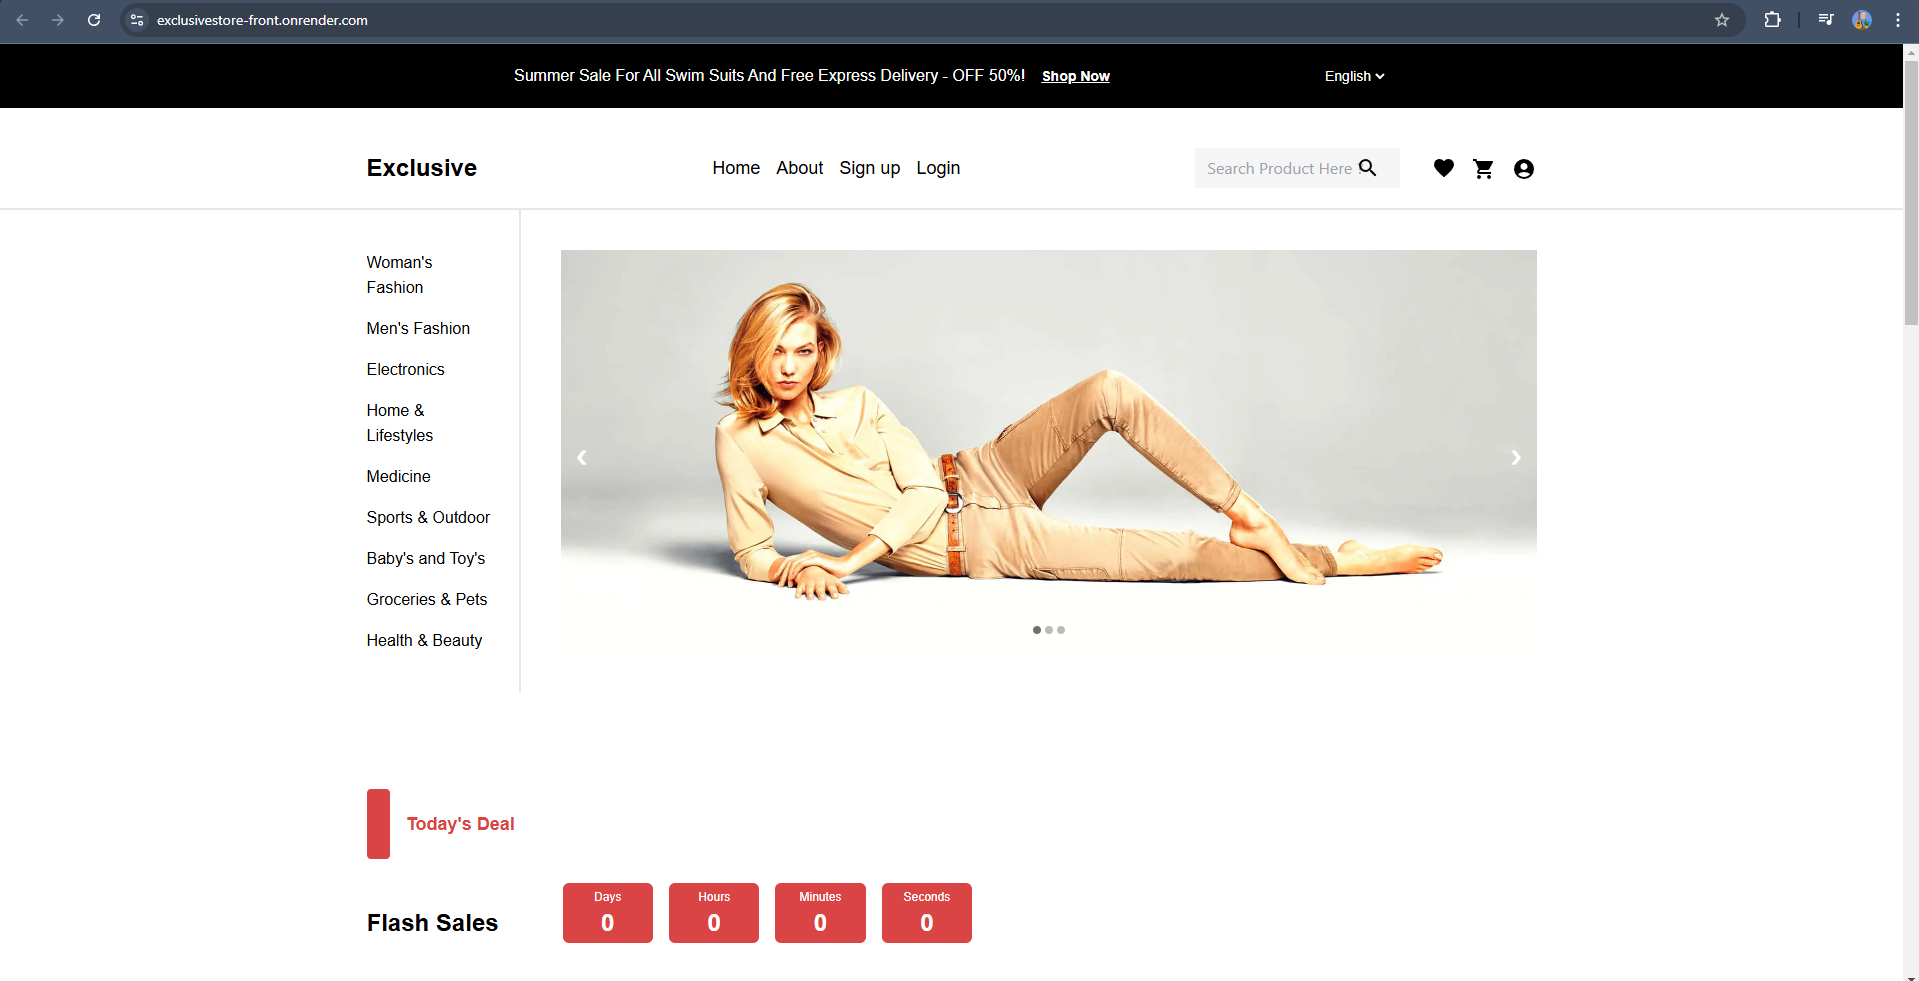 exclusivestore-front.onrender.com
Summer Sale For All Swim Suits And Free Express Delivery - OFF 50%! Shop Now English
Exclusive Home About Sign up Login Search Product Here
Woman's
Fashion
Men's Fashion
Electronics
Home &
Lifestyles
Medicine
Sports & Outdoor
Baby's and Toy's
Groceries & Pets
Health & Beauty
Today's Deal
Flash Sales
Days Hours Minutes Seconds
0 0 0 0